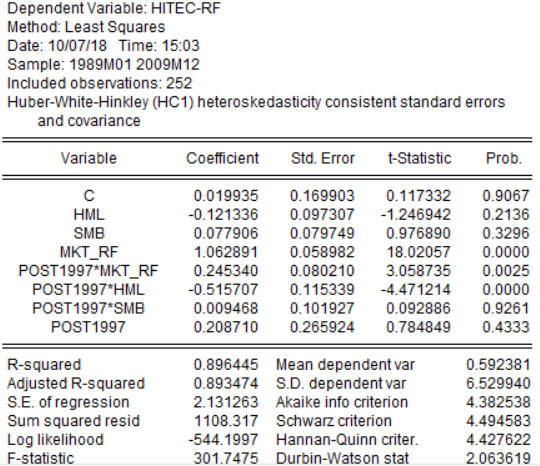 Dependent Variable: HITEC-RF
Method: Least Squares
Date: 10/07/18 Time: 15:03
Sample: 1989M01 2009M12
Included observations: 252
Huber-White-Hinkley (HC1) heteroskedasticity consistent standard errors
and covariance
Variable Coefficient Std. Error t-Statistic Prob.
C 0.019935 0.169903 0.117332 0.9067
HML -0.121336 0.097307 -1.246942 0.2136
SMB 0.077906 0.079749 0.976890 0.3296
MKT_RF 1.062891 0.058982 18.02057 0.0000
POST1997*MKT_RF 0.245340 0.080210 3.058735 0.0025
POST1997*HML -0.515707 0.115339 -4.471214 0.0000
POST1997*SMB 0.009468 0.101927 0.092886 0.9261
POST1997 0.208710 0.265924 0.784849 0.4333
R-squared 0.896445 Mean dependent var 0.592381
Adjusted R-squared 0.893474 S.D. dependent var 6.529940
S.E. of regression 2.131263 Akaike info criterion 4.382538
Sum squared resid 1108.317 Schwarz criterion 4.494583
Log likelihood -544.1997 Hannan-Quinn criter. 4.427622
F-statistic 301.7475 Durbin-Watson stat 2.063619